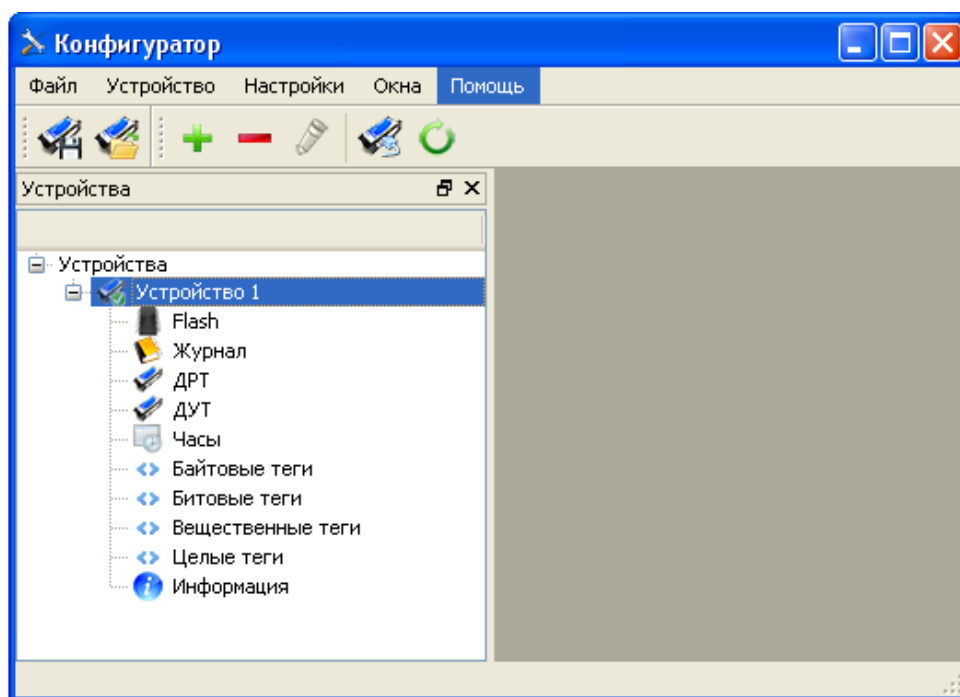 Конфигуратор
Файл Устройство Настройки Окна Помощь
Устройства
Устройства
Устройство 1
Flash
Журнал
ДРТ
ДУТ
Часы
Байтовые теги
Битовые теги
Вещественные теги
Целые теги
Информация